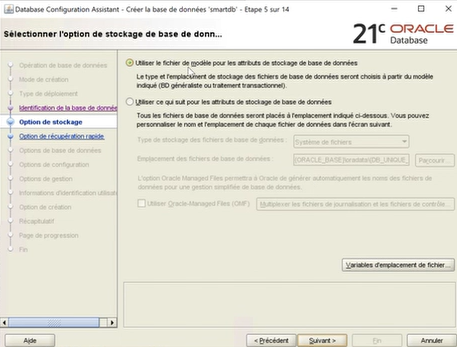 Database Configuration Assistant - Créer la base de données 'smartdb' - Etape 5 sur 14
Sélectionner l'option de stockage de base de donn...
21c ORACLE
Database
Opération de base de données
Mode de création
Type de déploiement
Identification de la base de donnée
Option de stockage
Option de récupération rapide
Options de base de données
Options de configuration
Options de gestion
Informations d'identification utilisate
Option de création
Récapitulatif
Page de progression
Fin
Utiliser le fichier de modèle pour les attributs de stockage de base de données
Le type et l'emplacement de stockage des fichiers de base de données seront choisis à partir du modèle
indiqué (BD généraliste ou traitement transactionnel).
Utiliser ce qui suit pour les attributs de stockage de base de données
Tous les fichiers de base de données seront placés à l'emplacement indiqué ci-dessous. Vous pouvez
personnaliser le nom et l'emplacement de chaque fichier de données dans l'écran suivant.
Type de stockage des fichiers de base de données : Système de fichiers
Emplacement des fichiers de base de données : {ORACLE_BASE}\oradata\{DB_UNIQUE_ Parcourir...
L'option Oracle Managed Files permettra à Oracle de générer automatiquement les noms des fichiers de
données pour une gestion simplifiée de base de données.
Utiliser Oracle-Managed Files (OMF) Multiplexer les fichiers de journalisation et les fichiers de contrôle...
Variables d'emplacement de fichier...
Aide
< Précédent Suivant > Fin Annuler